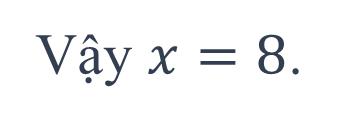 Vậy x = 8.